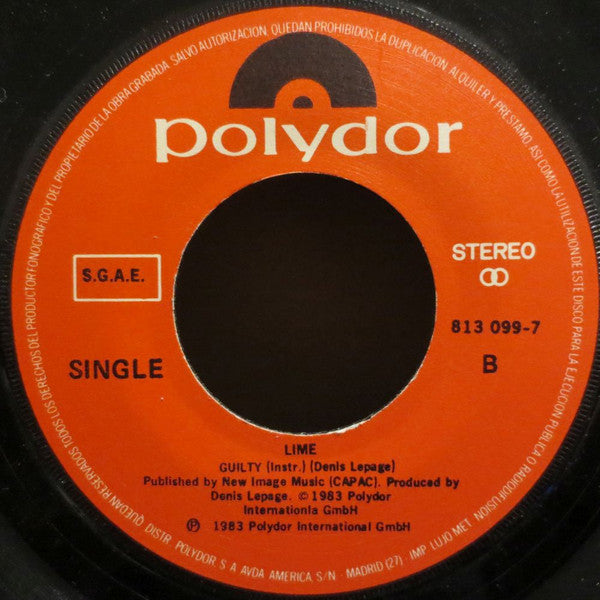 QUEDAN RESERVADOS TODOS LOS DERECHOS DEL PRODUCTOR FONOGRAFICO Y DEL PROPIETARIO DE LA OBRA GRABADA. SALVO AUTORIZACION, QUEDAN PROHIBIDOS LA DUPLICACION, ALQUILER Y PRESTAMO, ASI COMO LA UTILIZACION DE ESTE DISCO PARA LA EJECUCION PUBLICA O RADIODIFUSION
polydor
S.G.A.E.
STEREO
SINGLE
813 099-7
B
LIME
GUILTY (Instr.) (Denis Lepage)
Published by New Image Music (CAPAC). Produced by
Denis Lepage. © 1983 Polydor
Internationla GmbH
℗ 1983 Polydor International GmbH
DISTR. POLYDOR, S A AVDA AMERICA S/N - MADRID (27) - IMP LUJO MET